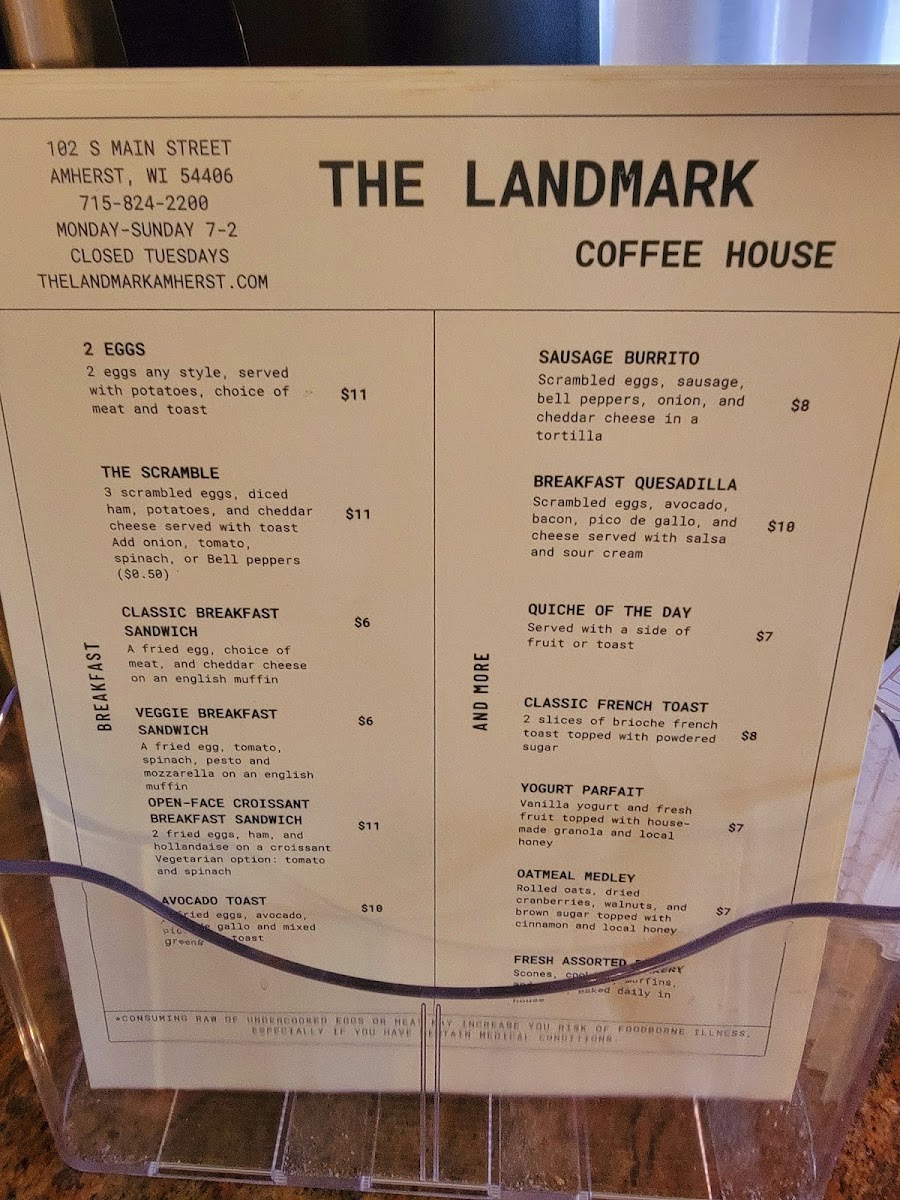 102 S MAIN STREET
AMHERST, WI 54406
715-824-2200
MONDAY-SUNDAY 7-2
CLOSED TUESDAYS
THELANDMARKAMHERST.COM
THE LANDMARK
COFFEE HOUSE
BREAKFAST
2 EGGS
2 eggs any style, served
with potatoes, choice of
meat and toast
$11
THE SCRAMBLE
3 scrambled eggs, diced
ham, potatoes, and cheddar
cheese served with toast
Add onion, tomato,
spinach, or Bell peppers
($0.50)
$11
CLASSIC BREAKFAST
SANDWICH
$6
A fried egg, choice of
meat, and cheddar cheese
on an english muffin
VEGGIE BREAKFAST
SANDWICH
$6
A fried egg, tomato,
spinach, pesto and
mozzarella on an english
muffin
OPEN-FACE CROISSANT
BREAKFAST SANDWICH
$11
2 fried eggs, ham, and
hollandaise on a croissant
Vegetarian option: tomato
and spinach
AVOCADO TOAST
$10
fried eggs, avocado,
gallo and mixed
greens toast
AND MORE
SAUSAGE BURRITO
Scrambled eggs, sausage,
bell peppers, onion, and
cheddar cheese in a
tortilla
$8
BREAKFAST QUESADILLA
Scrambled eggs, avocado,
bacon, pico de gallo, and
cheese served with salsa
and sour cream
$10
QUICHE OF THE DAY
Served with a side of
fruit or toast
$7
CLASSIC FRENCH TOAST
2 slices of brioche french
toast topped with powdered
sugar
$8
YOGURT PARFAIT
Vanilla yogurt and fresh
fruit topped with house-
made granola and local
honey
$7
OATMEAL MEDLEY
Rolled oats, dried
cranberries, walnuts, and
brown sugar topped with
cinnamon and local honey
$7
FRESH ASSORTED
Scones, muffins,
baked daily in
house
*CONSUMING RAW OF UNDERCOOKED EGGS OR MEAT MAY INCREASE YOU RISK OF FOODBORNE ILLNESS.
ESPECIALLY IF YOU HAVE CERTAIN MEDICAL CONDITIONS.